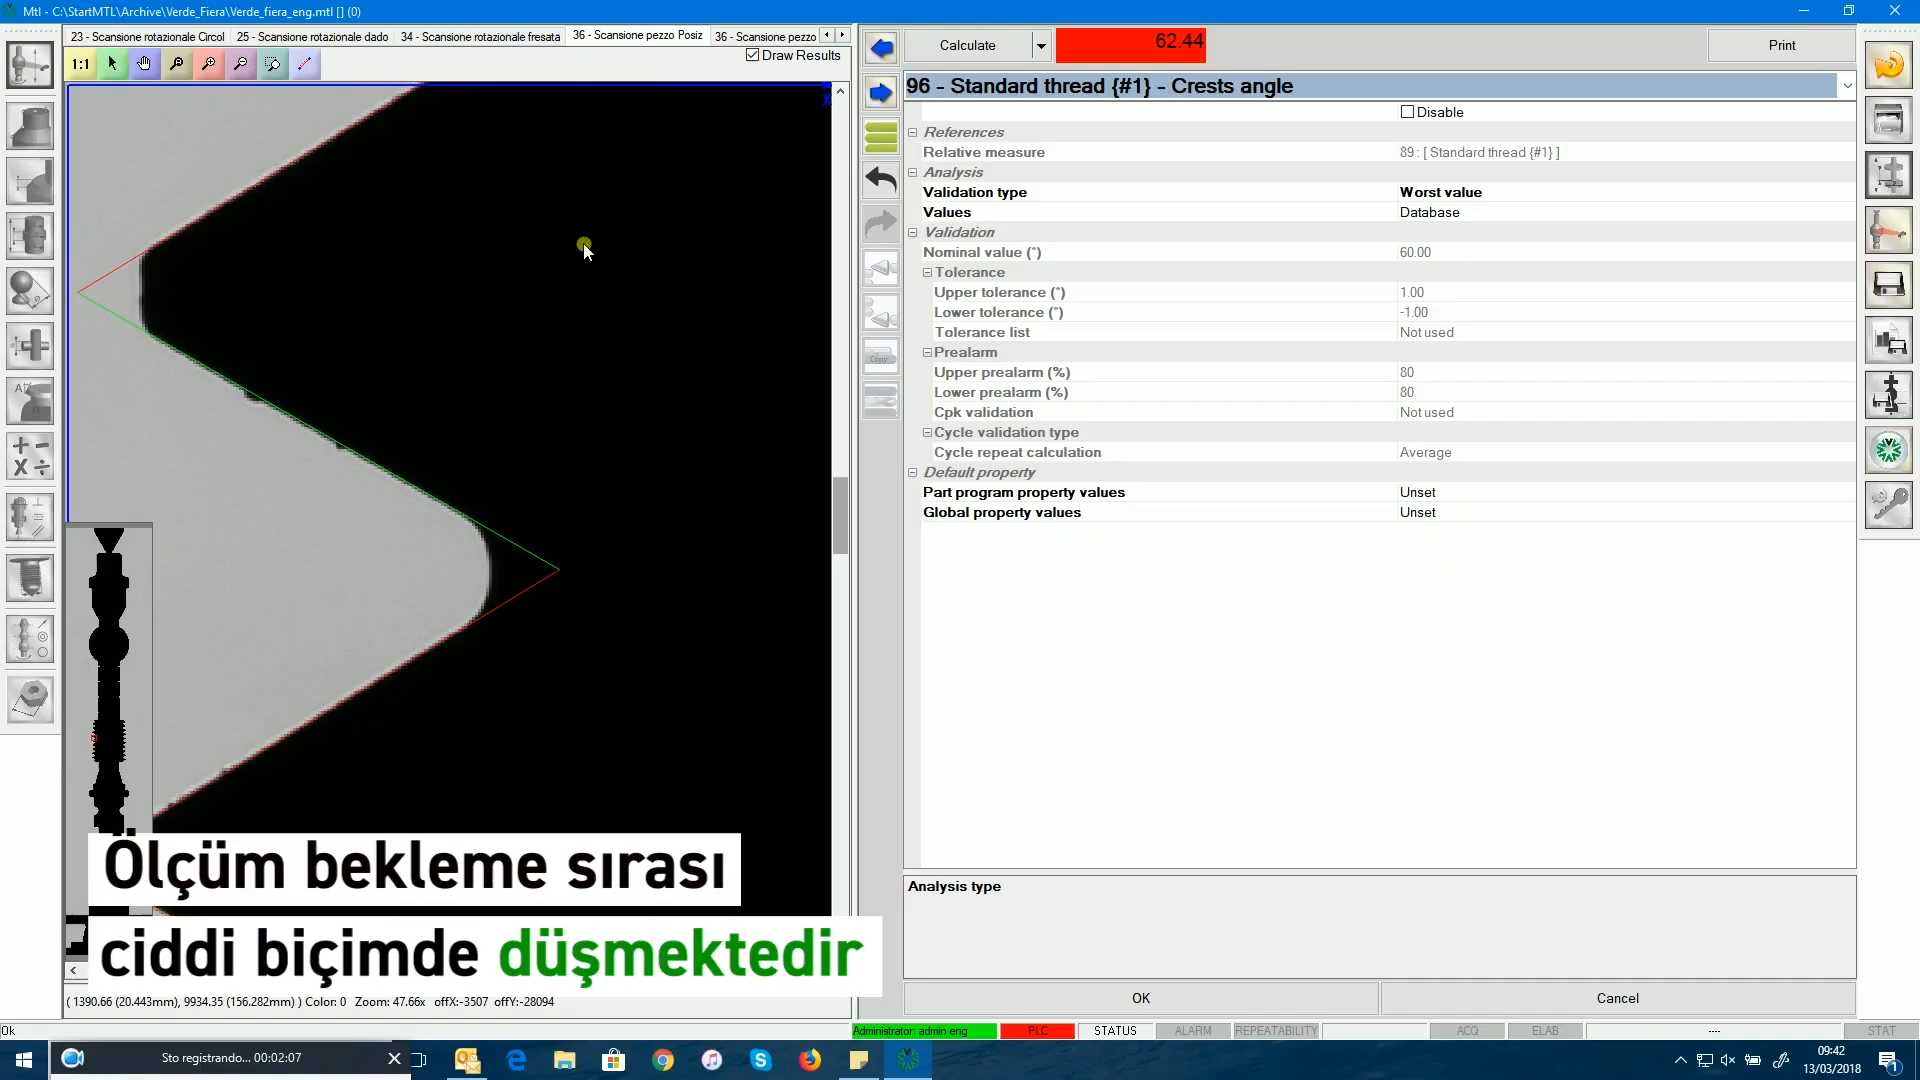 Mtl - C:\StartMTL\Archive\Verde_Fiera\Verde_fiera_eng.mtl [] (0)
23 - Scansione rotazionale Circol
25 - Scansione rotazionale dado
34 - Scansione rotazionale fresata
36 - Scansione pezzo Posiz
36 - Scansione pezzo
1:1
Draw Results
X
Calculate
62.44
Print
96 - Standard thread {#1} - Crests angle
Disable
References
Relative measure 89 : [ Standard thread {#1} ]
Analysis
Validation type Worst value
Values Database
Validation
Nominal value (°) 60.00
Tolerance
Upper tolerance (°) 1.00
Lower tolerance (°) -1.00
Tolerance list Not used
Prealarm
Upper prealarm (%) 80
Lower prealarm (%) 80
Cpk validation Not used
Cycle validation type
Cycle repeat calculation Average
Default property
Part program property values Unset
Global property values Unset
Copy
Analysis type
OK
Cancel
Ölçüm bekleme sırası
ciddi biçimde düşmektedir
( 1390.66 (20.443mm), 9934.35 (156.282mm) ) Color: 0 Zoom: 47.66x offX:-3507 offY:-28094
Ok
Administrator: admin eng
PLC
STATUS
ALARM
REPEATABILITY
ACQ
ELAB
----
STAT
Sto registrando... 00:02:07
09:42
13/03/2018
1